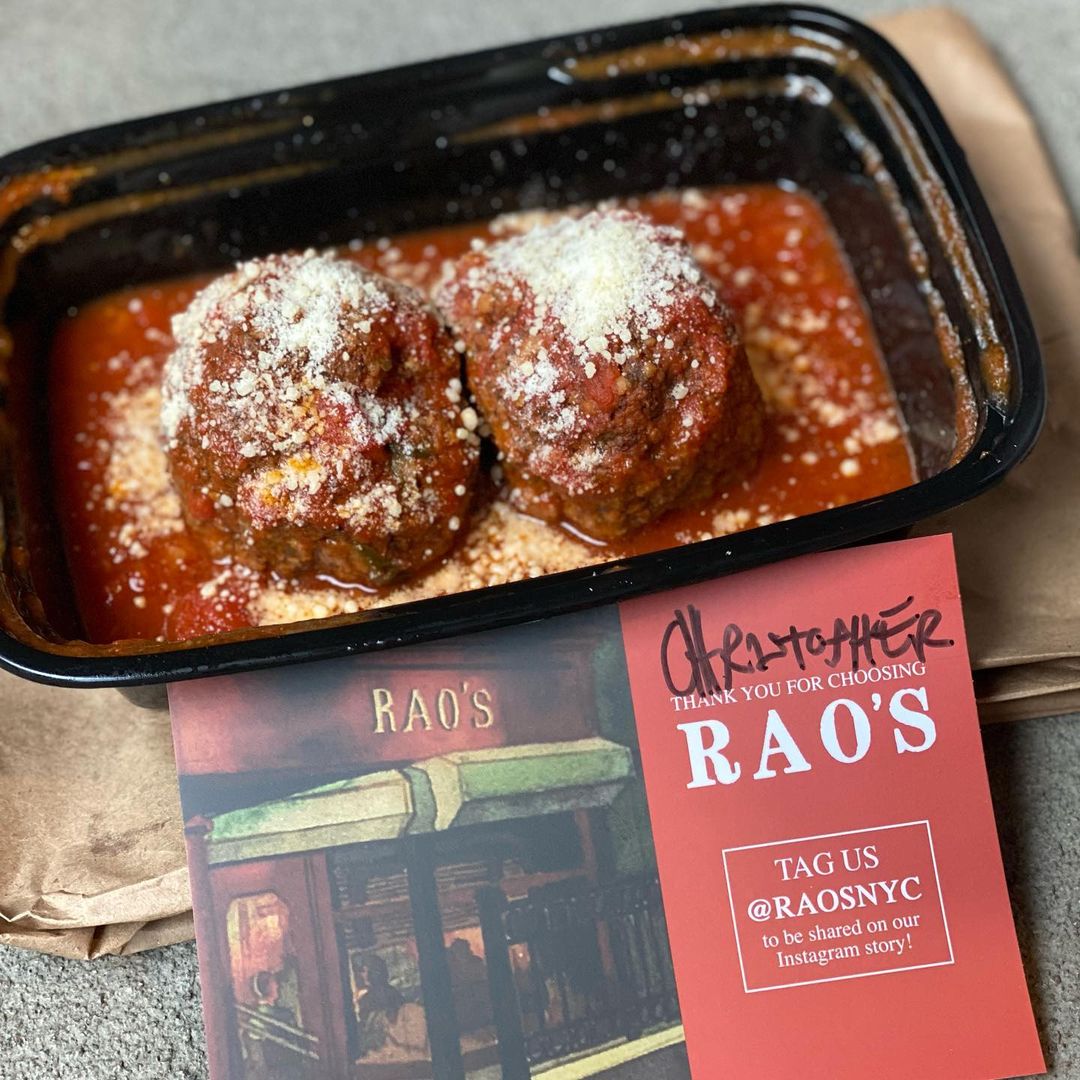 RAO'S
CHRISTOPHER
THANK YOU FOR CHOOSING
RAO'S
TAG US
@RAOSNYC
to be shared on our
Instagram story!